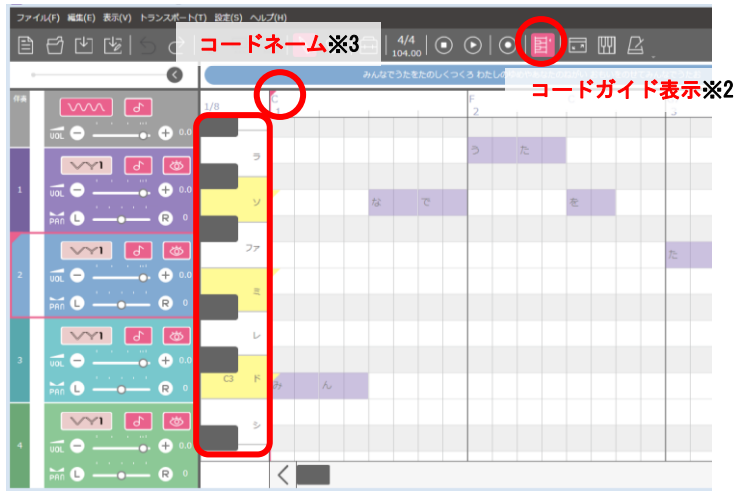 ファイル(F) 編集(E) 表示(V) トランスポート(T) 設定(S) ヘルプ(H)
コードネーム※3
4/4
104.00
みんなでうたをたのしくつくろ わたしの
コードガイド表示※2
伴奏
1/8
C
1
F
2
3
VOL
0.0
ラ
う
た
1
1
VOL
0.0
ソ
な
で
を
PAN
L
R
0
ファ
た
2
1
VOL
0.0
ミ
PAN
L
R
0
レ
3
1
VOL
0.0
C3
ド
み
ん
PAN
L
R
0
シ
4
1
VOL
0.0
PAN
L
R
0